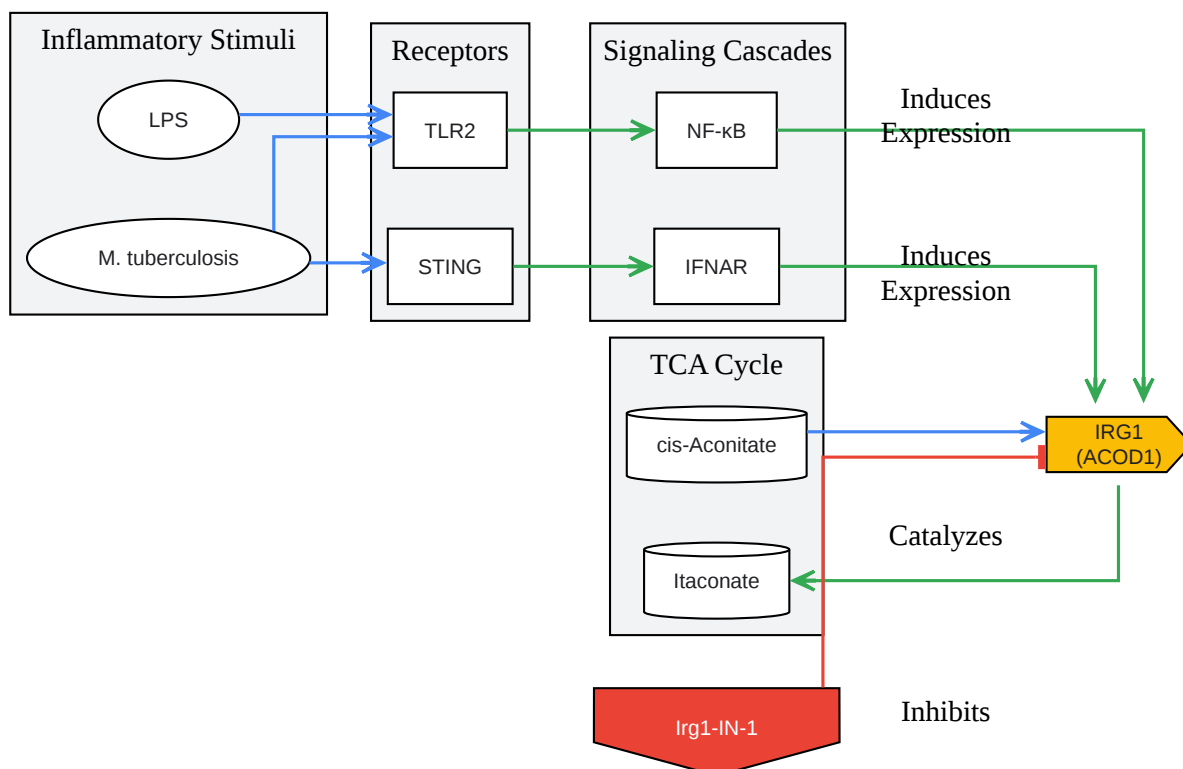 Inflammatory Stimuli
Receptors
Signaling Cascades
LPS
TLR2
NF-κB
Induces
Expression
M. tuberculosis
STING
IFNAR
Induces
Expression
TCA Cycle
cis-Aconitate
IRG1
(ACOD1)
Catalyzes
Itaconate
Irg1-IN-1
Inhibits